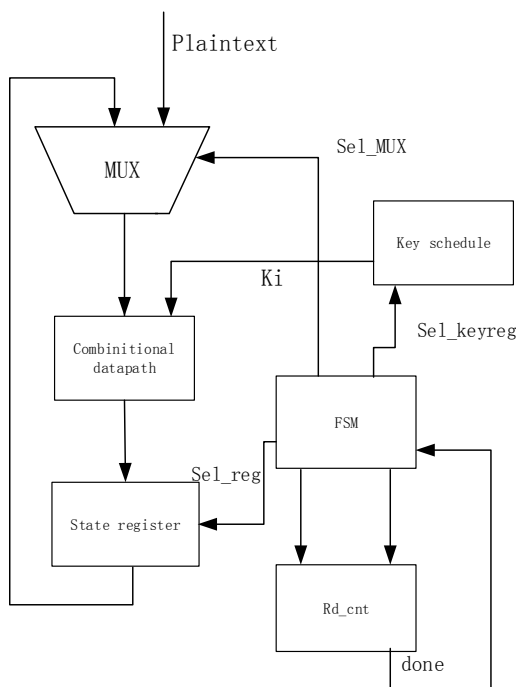 Plaintext
Sel_MUX
MUX
Key schedule
Ki
Sel_keyreg
Combinitional
datapath
FSM
Sel_reg
State register
Rd_cnt
done